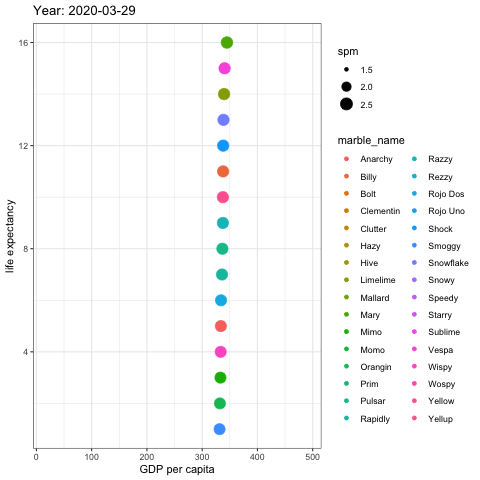 Year: 2020-03-29
16
12
8
4
life expectancy
0
100
200
300
400
500
GDP per capita
spm
1.5
2.0
2.5
marble_name
Anarchy
Billy
Bolt
Clementin
Clutter
Hazy
Hive
Limelime
Mallard
Mary
Mimo
Momo
Orangin
Prim
Pulsar
Rapidly
Razzy
Rezzy
Rojo Dos
Rojo Uno
Shock
Smoggy
Snowflake
Snowy
Speedy
Starry
Sublime
Vespa
Wispy
Wospy
Yellow
Yellup